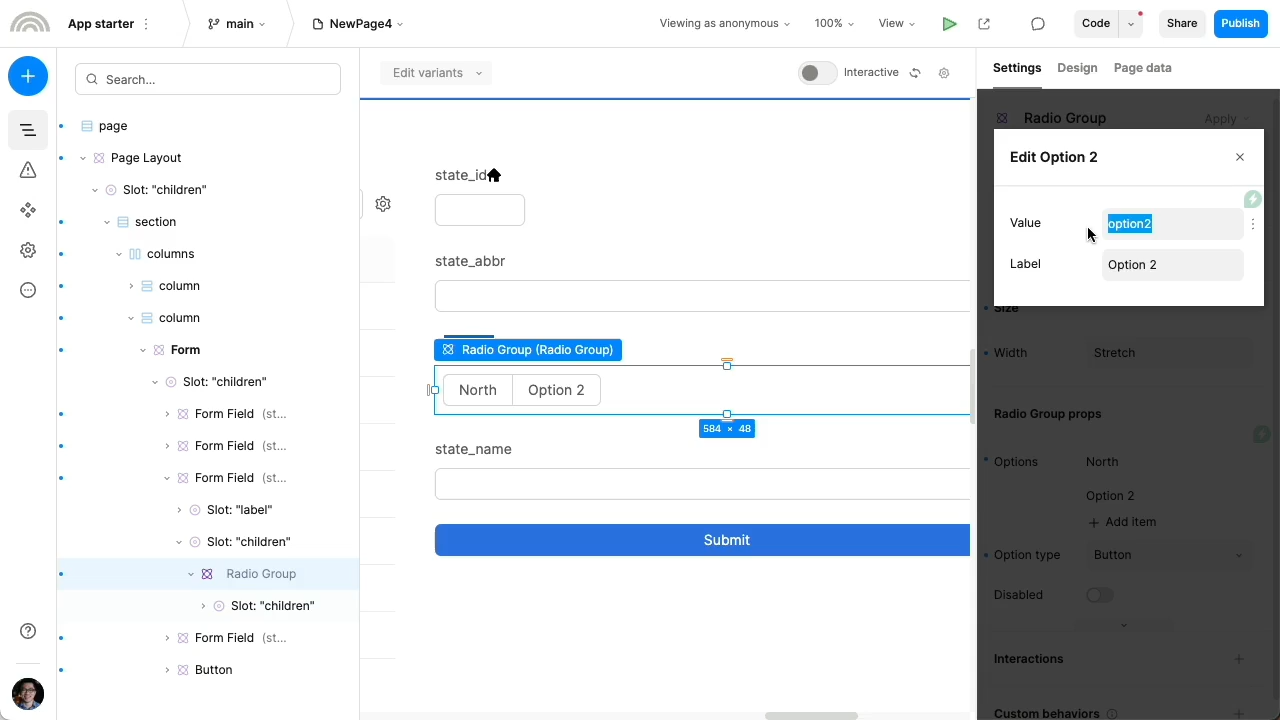 App starter
main
NewPage4
Viewing as anonymous
100%
View
Code
Share
Publish
Search...
Edit variants
Interactive
Settings
Design
Page data
page
Page Layout
Slot: "children"
section
columns
column
column
Form
Slot: "children"
Form Field (st...
Form Field (st...
Form Field (st...
Slot: "label"
Slot: "children"
Radio Group
Slot: "children"
Form Field (st...
Button
state_id
state_abbr
Radio Group (Radio Group)
North
Option 2
584 × 48
state_name
Submit
Radio Group
Apply
Edit Option 2
Value
option2
Label
Option 2
Size
Width
Stretch
Radio Group props
Options
North
Option 2
Add item
Option type
Button
Disabled
Interactions
Custom behaviors